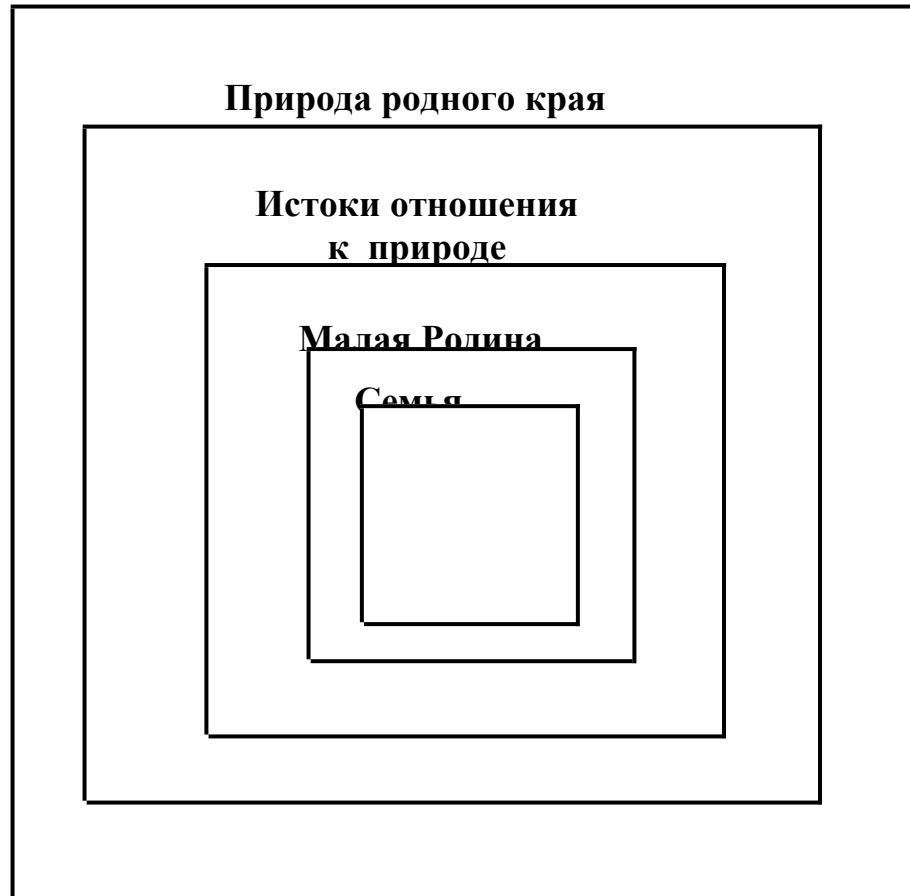 Природа родного края
Истоки отношения
к природе
Малая Родина
Семья